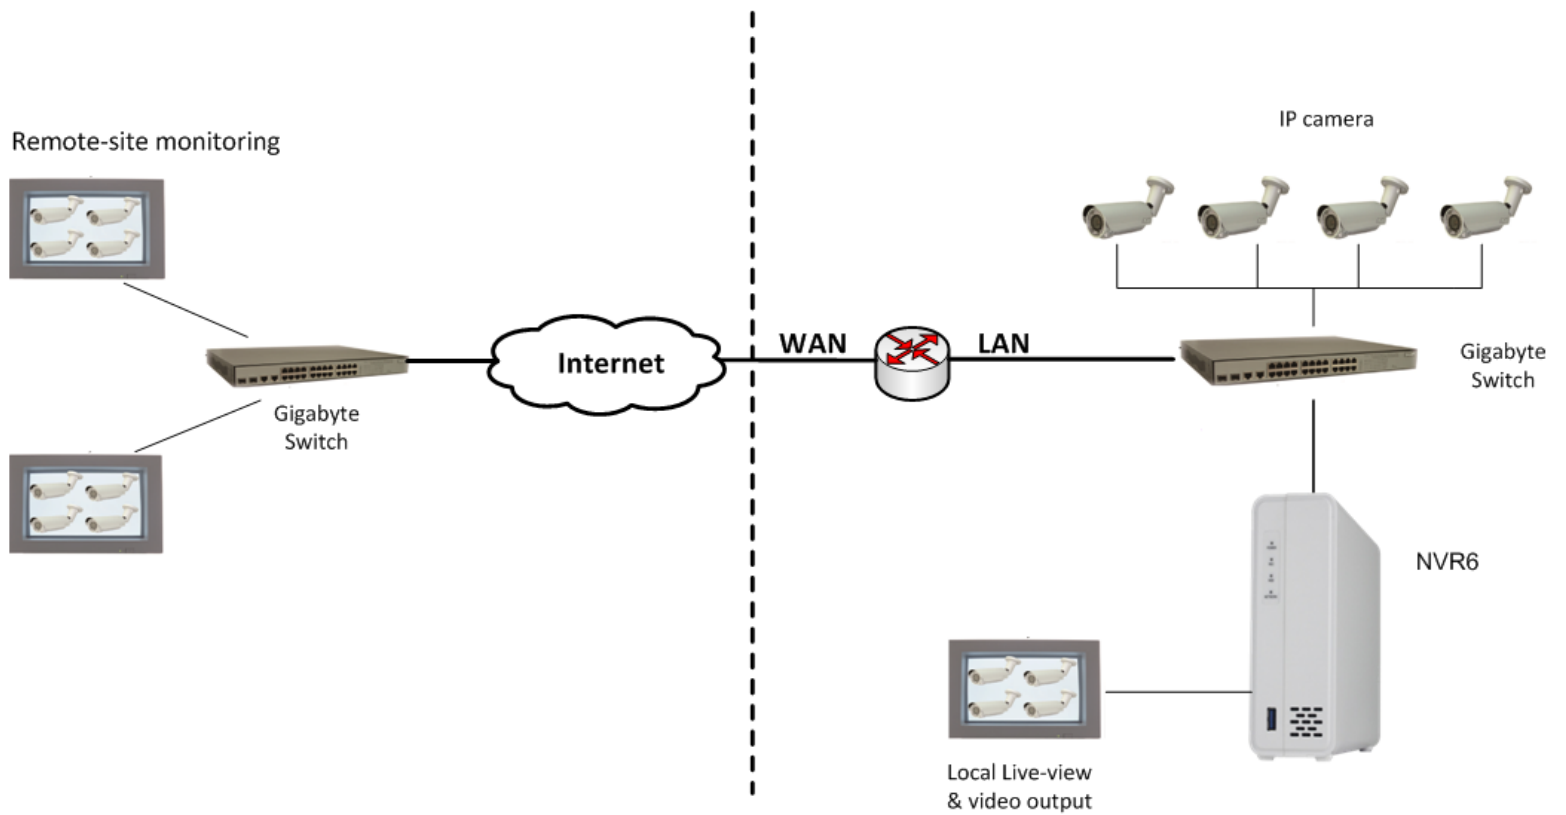 Remote-site monitoring
IP camera
WAN
LAN
Internet
Gigabyte
Switch
Gigabyte
Switch
NVR6
Local Live-view
& video output